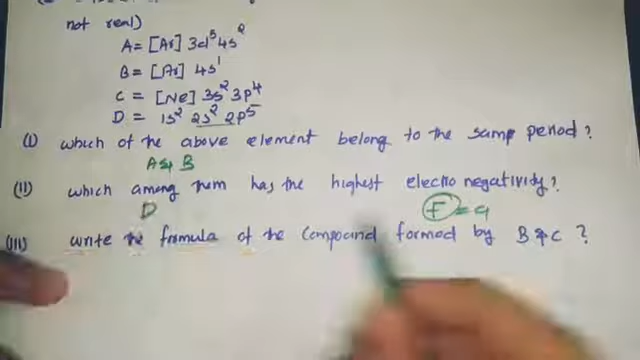 not real)
A = [Ar] 3d⁵ 4s²
B = [Ar] 4s¹
C = [Ne] 3s² 3p⁴
D = 1s² 2s² 2p⁵
(I) which of the above element belong to the same period?
A & B
(II) which among them has the highest electro negativity?
D F = 9
(III) write the formula of the compound formed by B & C ?